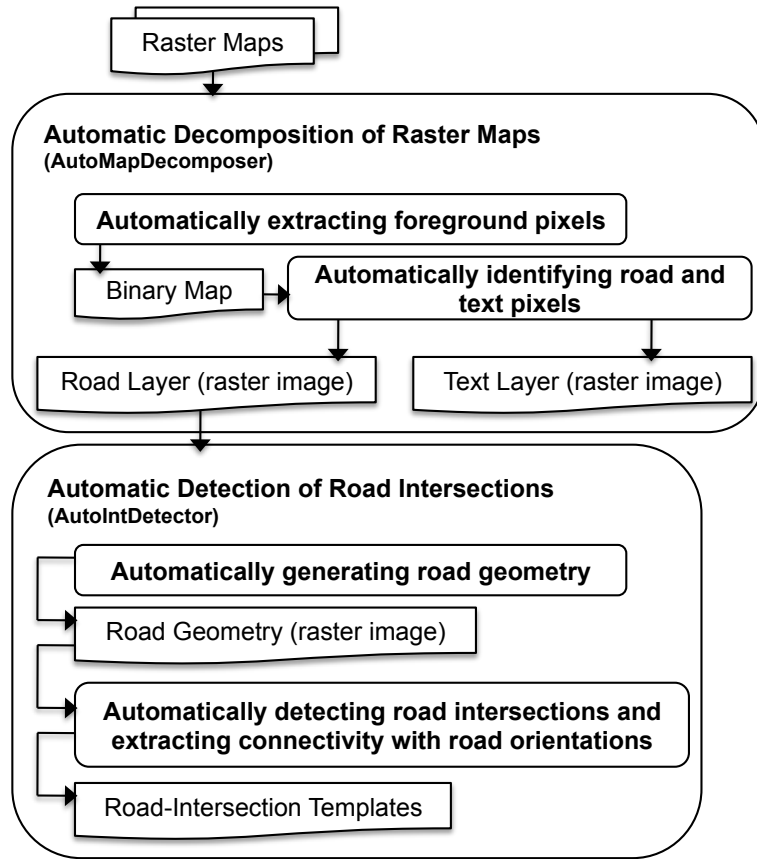 Raster Maps
Automatic Decomposition of Raster Maps
(AutoMapDecomposer)
Automatically extracting foreground pixels
Binary Map
Automatically identifying road and
text pixels
Road Layer (raster image)
Text Layer (raster image)
Automatic Detection of Road Intersections
(AutoIntDetector)
Automatically generating road geometry
Road Geometry (raster image)
Automatically detecting road intersections and
extracting connectivity with road orientations
Road-Intersection Templates